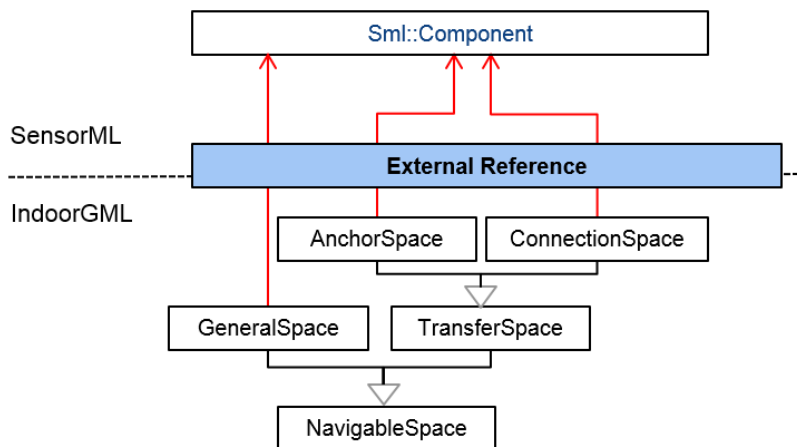 Sml::Component
SensorML
External Reference
IndoorGML
AnchorSpace
ConnectionSpace
GeneralSpace
TransferSpace
NavigableSpace